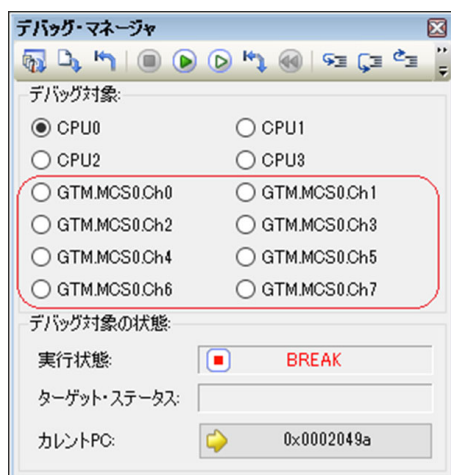 デバッグ・マネージャ
デバッグ対象:
CPU0 CPU1
CPU2 CPU3
GTM.MCS0.Ch0 GTM.MCS0.Ch1
GTM.MCS0.Ch2 GTM.MCS0.Ch3
GTM.MCS0.Ch4 GTM.MCS0.Ch5
GTM.MCS0.Ch6 GTM.MCS0.Ch7
デバッグ対象の状態:
実行状態: BREAK
ターゲット・ステータス:
カレントPC: 0x0002049a